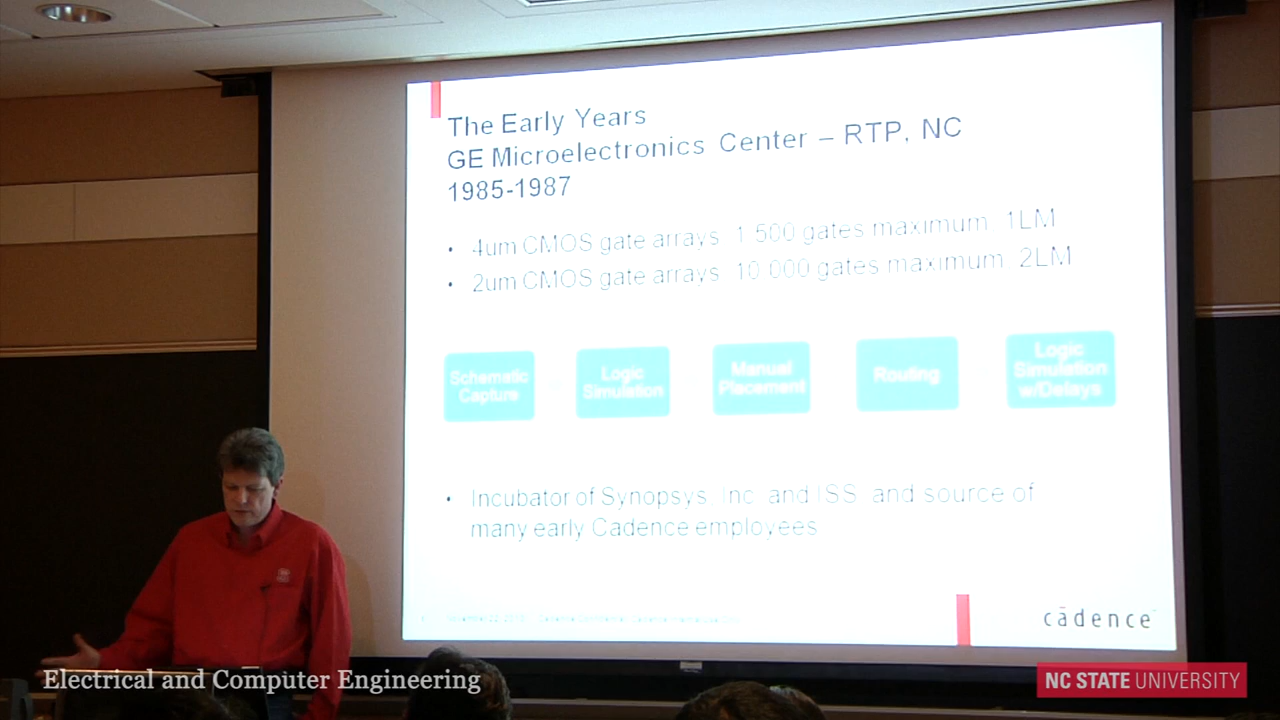 The Early Years
GE Microelectronics Center – RTP, NC
1985-1987
• 4um CMOS gate arrays, 1,500 gates maximum, 1LM
• 2um CMOS gate arrays, 10,000 gates maximum, 2LM
Schematic
Capture
Logic
Simulation
Manual
Placement
Routing
Logic
Simulation
w/Delays
• Incubator of Synopsys, Inc. and ISS, and source of
many early Cadence employees
cādence
Electrical and Computer Engineering
NC STATE UNIVERSITY